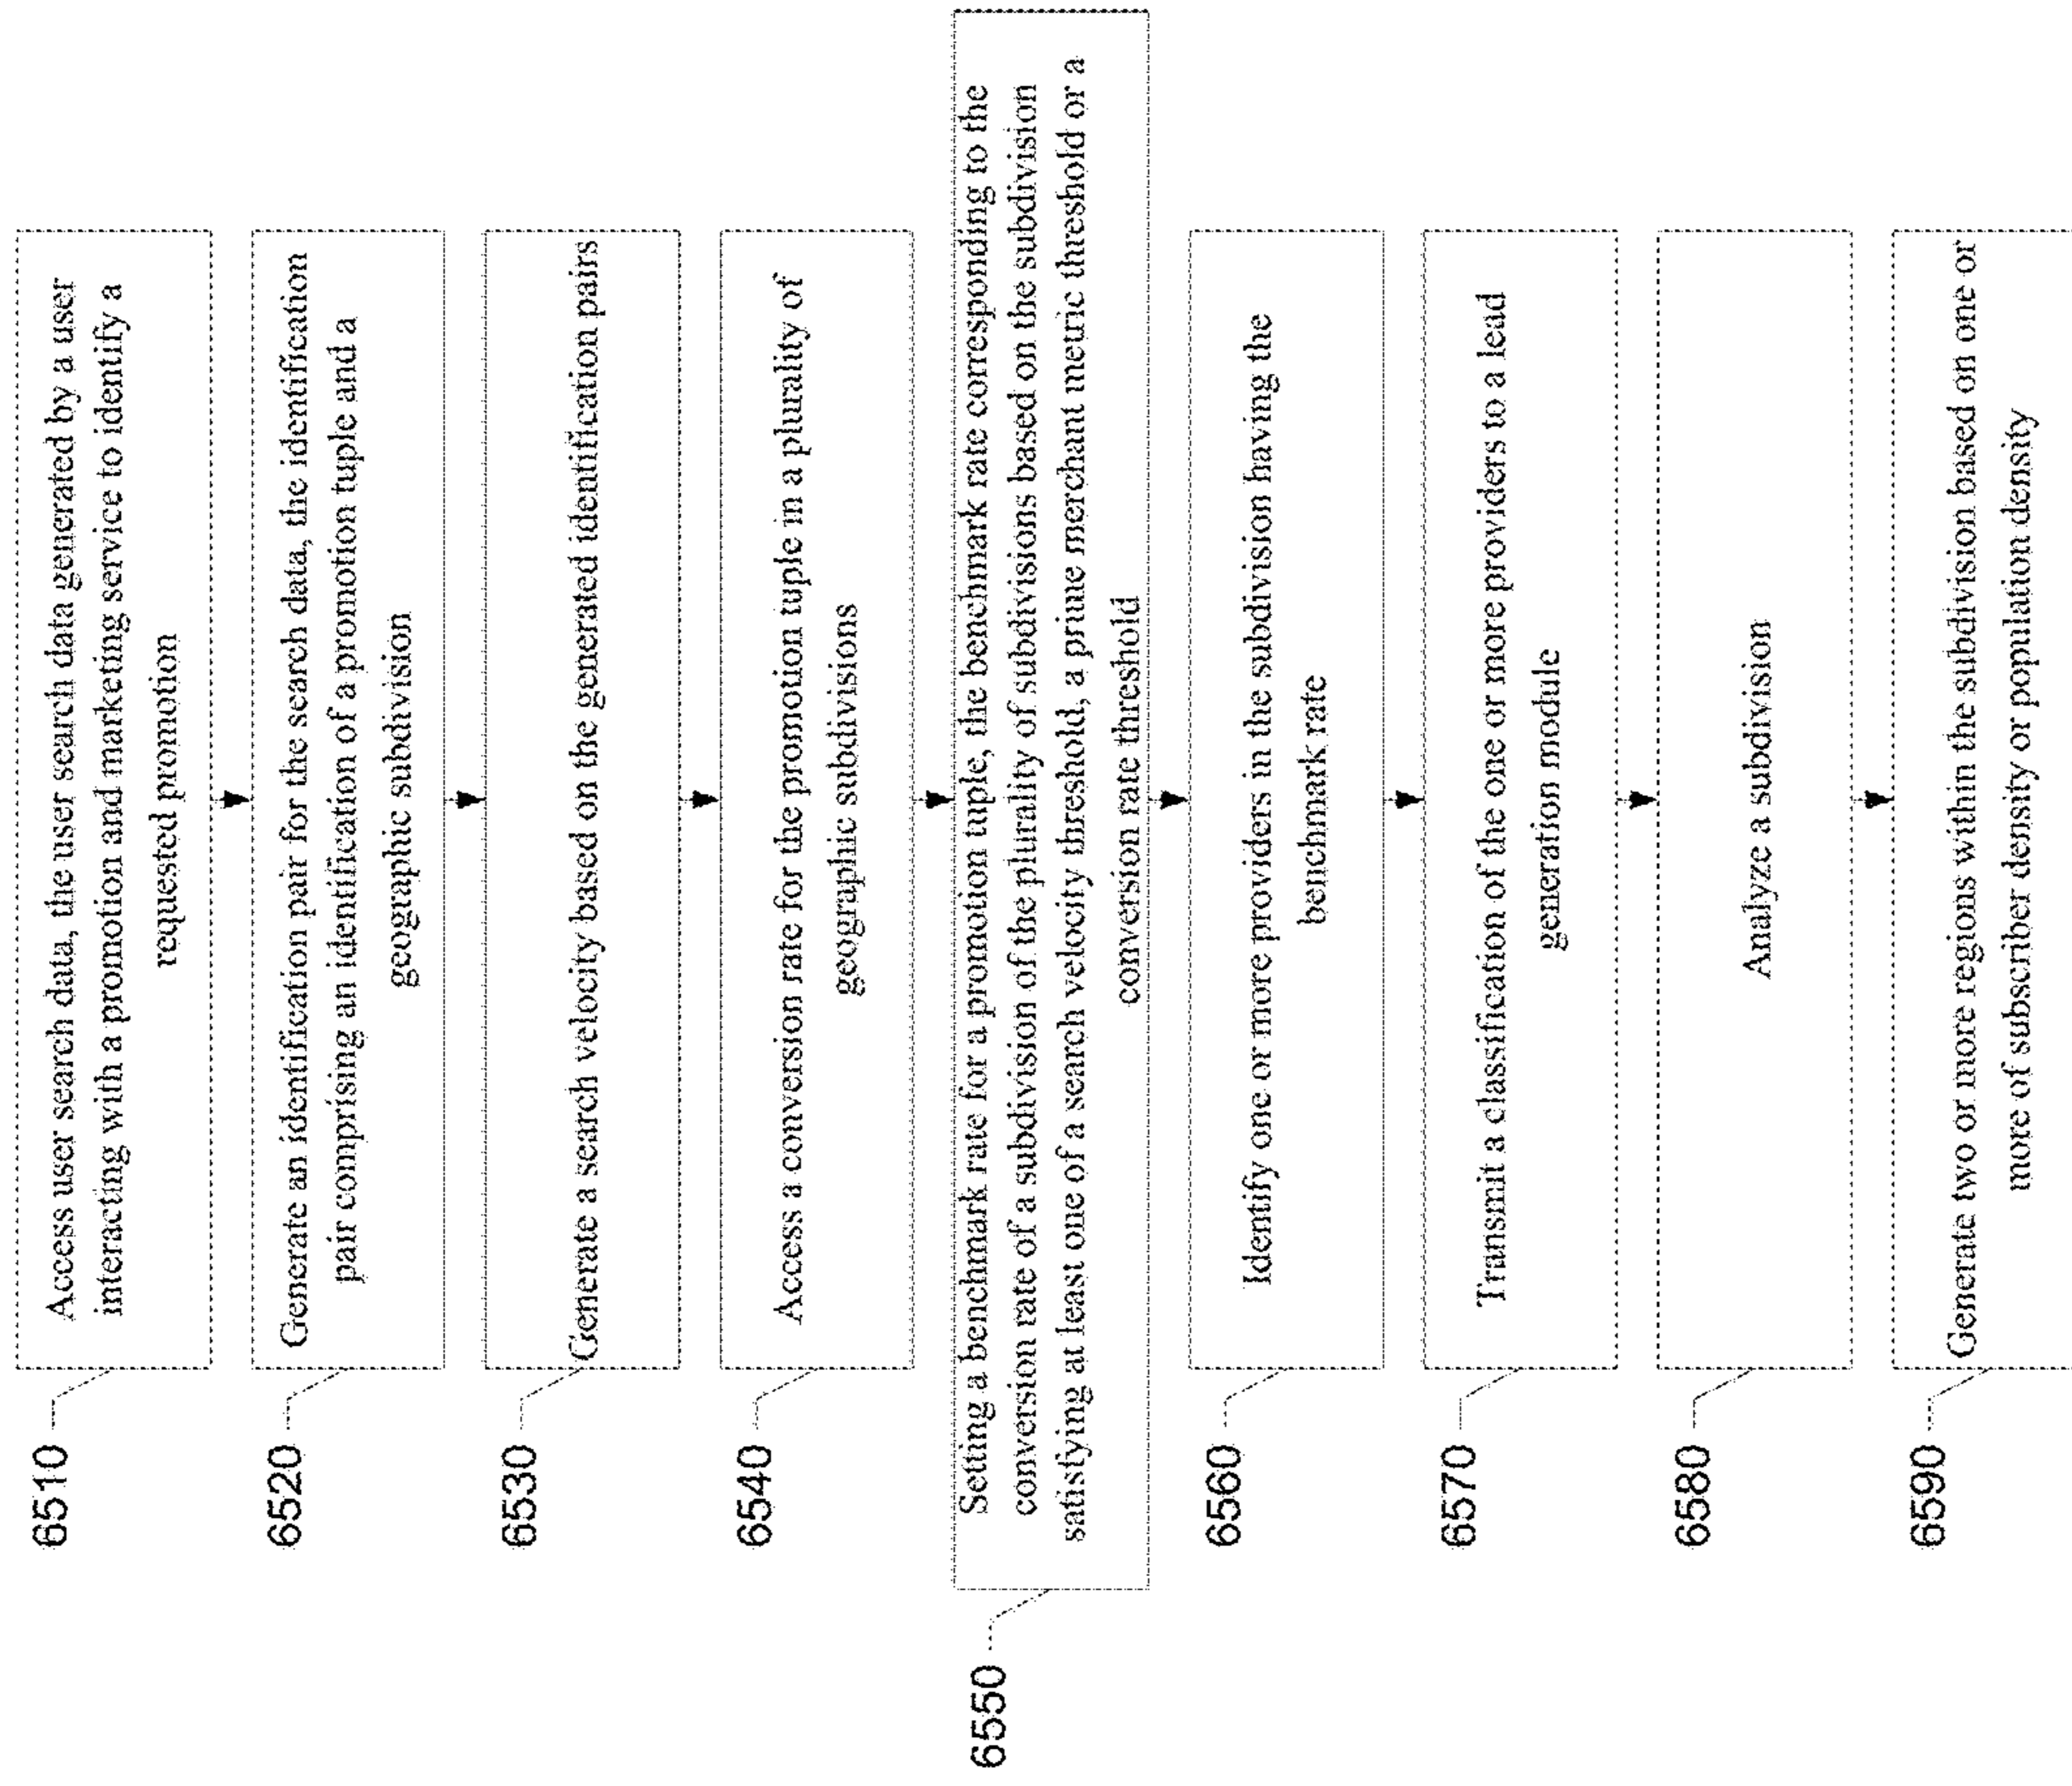 6510
Access user search data, the user search data generated by a user
interacting with a promotion and marketing service to identify a
requested promotion
6520
Generate an identification pair for the search data, the identification
pair comprising an identification of a promotion tuple and a
geographic subdivision
6530
Generate a search velocity based on the generated identification pairs
6540
Access a conversion rate for the promotion tuple in a plurality of
geographic subdivisions
6550
Setting a benchmark rate for a promotion tuple, the benchmark rate corresponding to the
conversion rate of a subdivision of the plurality of subdivisions based on the subdivision
satisfying at least one of a search velocity threshold, a prime merchant metric threshold or a
conversion rate threshold
6560
Identify one or more providers in the subdivision having the
benchmark rate
6570
Transmit a classification of the one or more providers to a lead
generation module
6580
Analyze a subdivision
6590
Generate two or more regions within the subdivision based on one or
more of subscriber density or population density